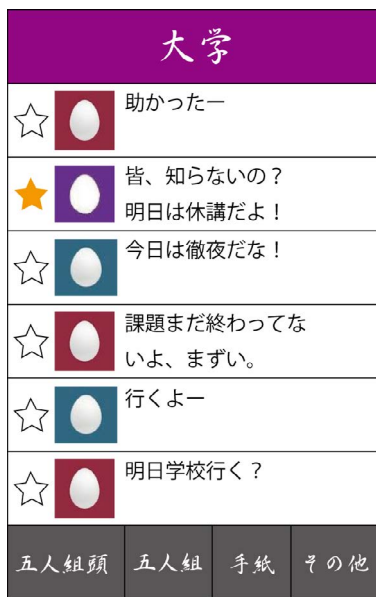 大学
助かったー
皆、知らないの？
明日は休講だよ！
今日は徹夜だな！
課題まだ終わってな
いよ、まずい。
行くよー
明日学校行く？
五人組頭
五人組
手紙
その他